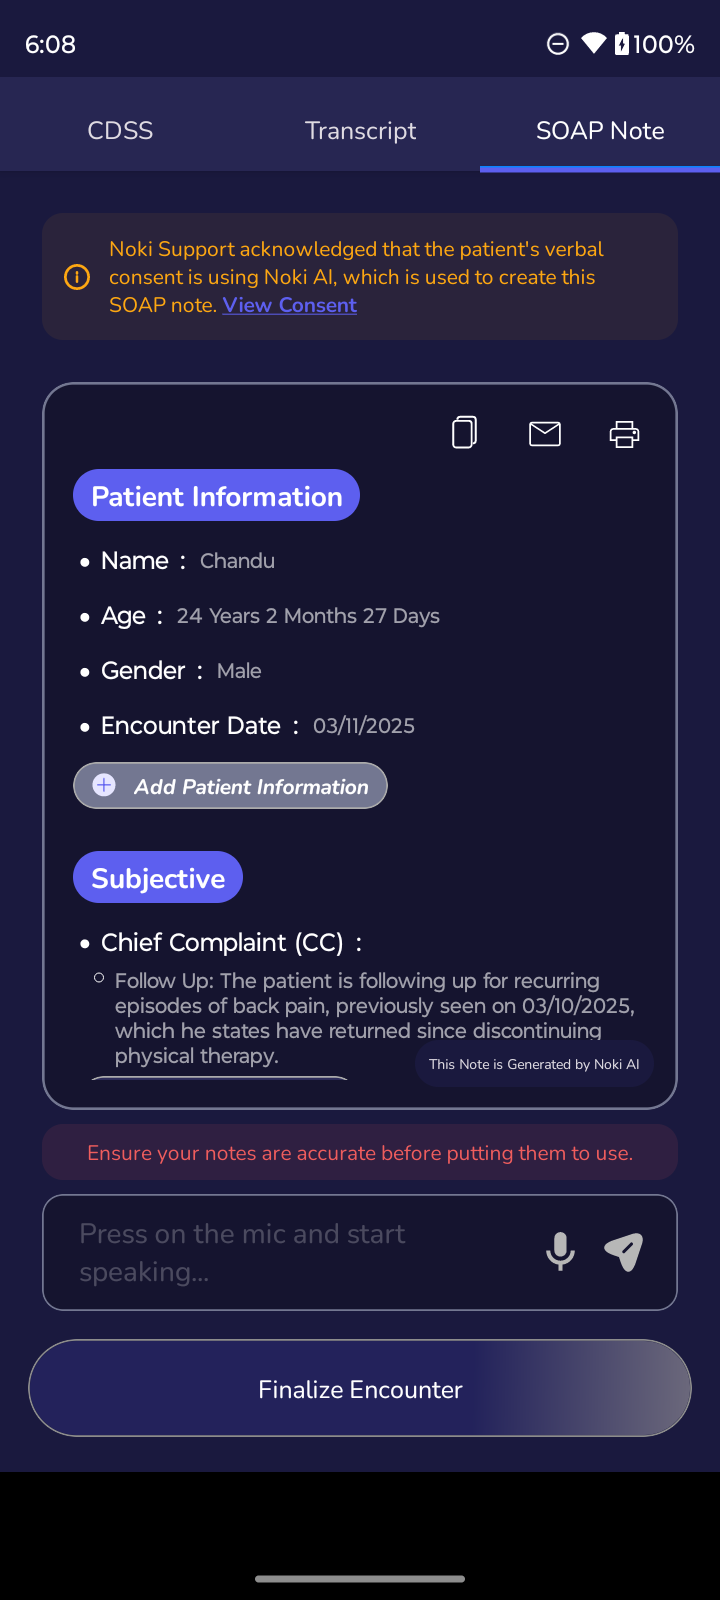 6:08
100%
CDSS
Transcript
SOAP Note
Noki Support acknowledged that the patient's verbal
consent is using Noki AI, which is used to create this
SOAP note. View Consent
Patient Information
• Name : Chandu
• Age : 24 Years 2 Months 27 Days
• Gender : Male
• Encounter Date : 03/11/2025
Add Patient Information
Subjective
• Chief Complaint (CC) :
○ Follow Up: The patient is following up for recurring
episodes of back pain, previously seen on 03/10/2025,
which he states have returned since discontinuing
physical therapy.
This Note is Generated by Noki AI
Ensure your notes are accurate before putting them to use.
Press on the mic and start
speaking...
Finalize Encounter